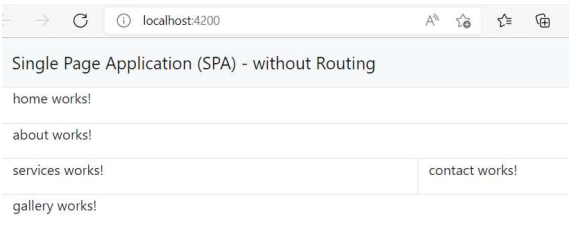 localhost:4200
Single Page Application (SPA) - without Routing
home works!
about works!
services works! contact works!
gallery works!